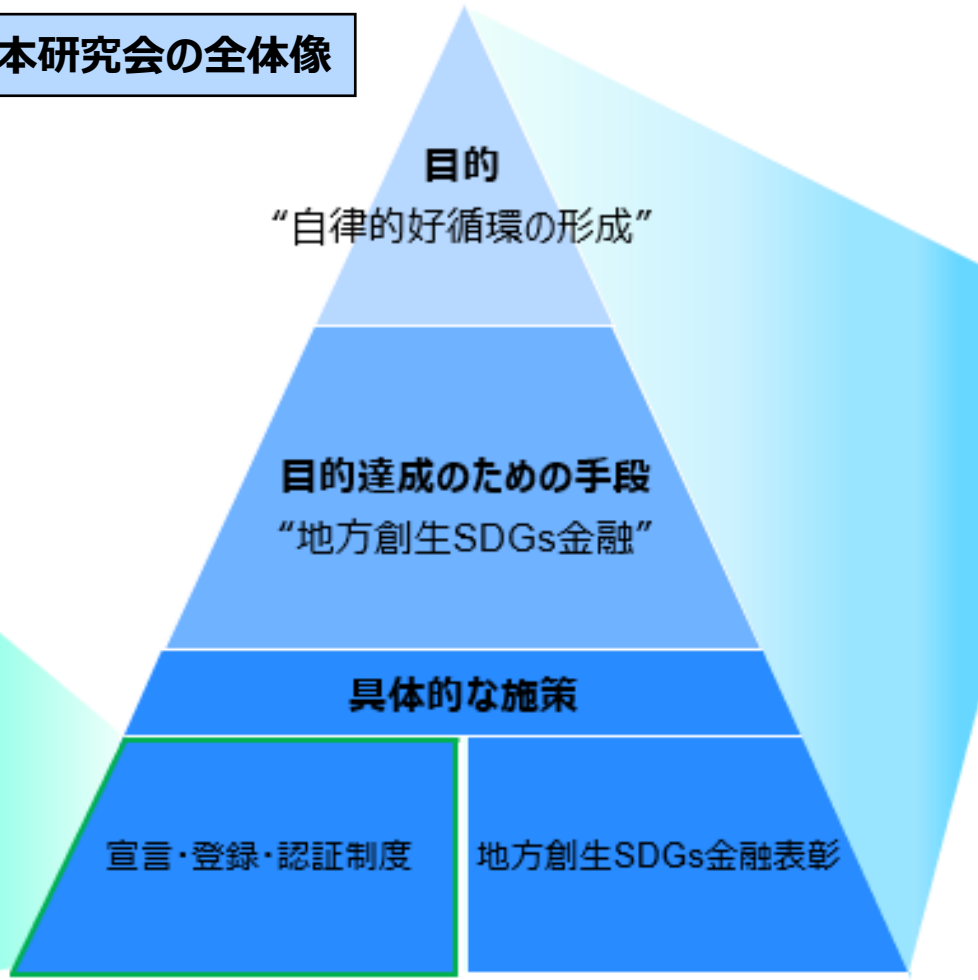 本研究会の全体像
目的
“自律的好循環の形成”
目的達成のための手段
“地方創生SDGs金融”
具体的な施策
宣言・登録・認証制度
地方創生SDGs金融表彰